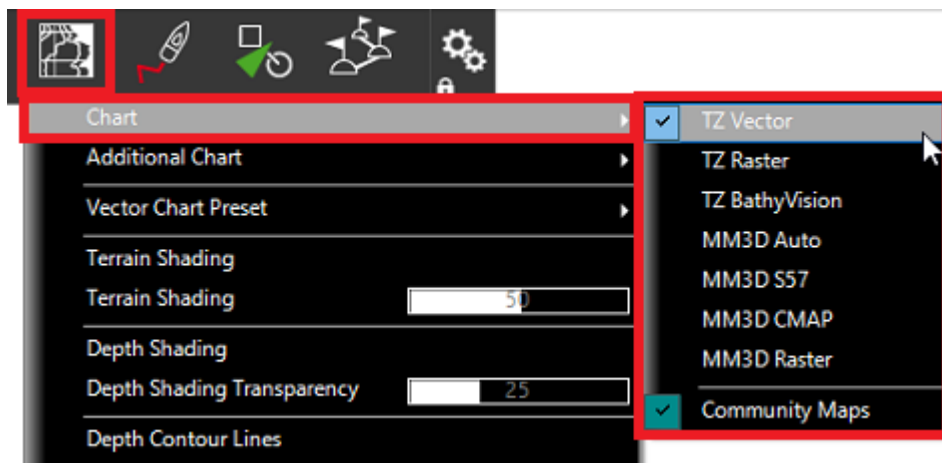 Chart
Additional Chart
Vector Chart Preset
Terrain Shading
Terrain Shading 50
Depth Shading
Depth Shading Transparency 25
Depth Contour Lines
TZ Vector
TZ Raster
TZ BathyVision
MM3D Auto
MM3D S57
MM3D CMAP
MM3D Raster
Community Maps